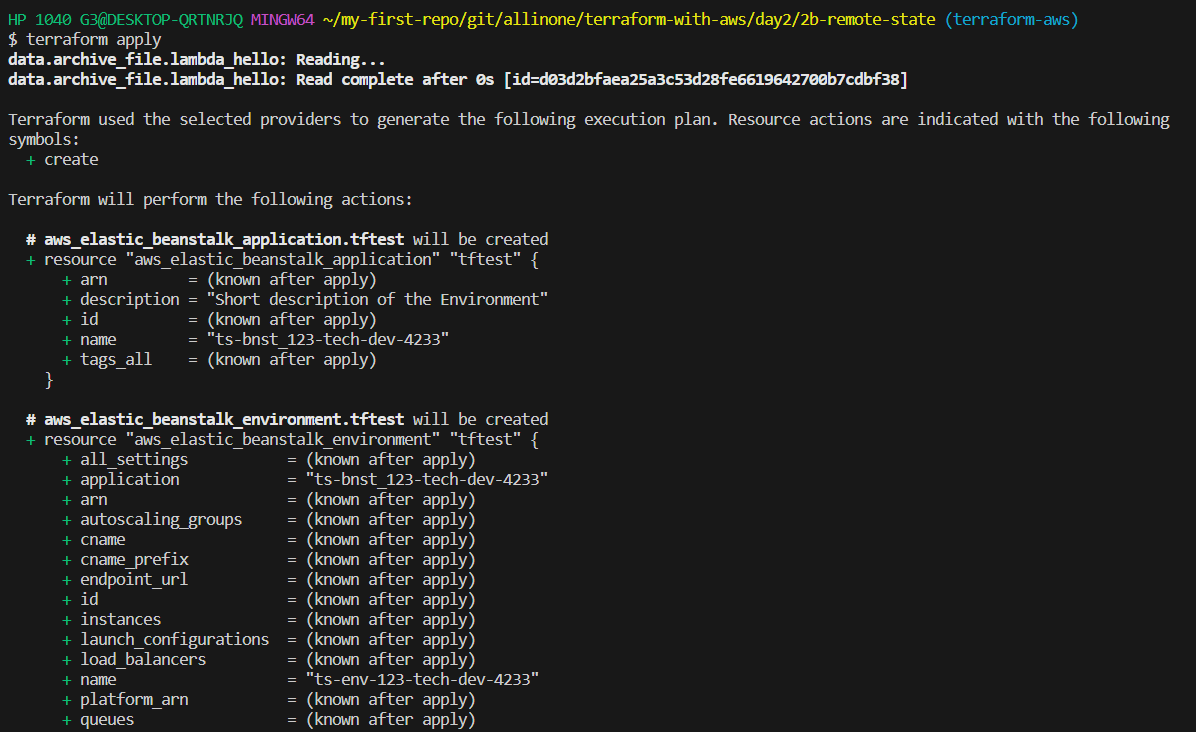 HP 1040 G3@DESKTOP-QRTNRJQ MINGW64 ~/my-first-repo/git/allinone/terraform-with-aws/day2/2b-remote-state (terraform-aws)
$ terraform apply
data.archive_file.lambda_hello: Reading...
data.archive_file.lambda_hello: Read complete after 0s [id=d03d2bfaea25a3c53d28fe6619642700b7cdbf38]

Terraform used the selected providers to generate the following execution plan. Resource actions are indicated with the following
symbols:
  + create

Terraform will perform the following actions:

  # aws_elastic_beanstalk_application.tftest will be created
  + resource "aws_elastic_beanstalk_application" "tftest" {
      + arn         = (known after apply)
      + description = "Short description of the Environment"
      + id          = (known after apply)
      + name        = "ts-bnst_123-tech-dev-4233"
      + tags_all    = (known after apply)
    }

  # aws_elastic_beanstalk_environment.tftest will be created
  + resource "aws_elastic_beanstalk_environment" "tftest" {
      + all_settings           = (known after apply)
      + application            = "ts-bnst_123-tech-dev-4233"
      + arn                    = (known after apply)
      + autoscaling_groups     = (known after apply)
      + cname                  = (known after apply)
      + cname_prefix           = (known after apply)
      + endpoint_url           = (known after apply)
      + id                     = (known after apply)
      + instances              = (known after apply)
      + launch_configurations  = (known after apply)
      + load_balancers         = (known after apply)
      + name                   = "ts-env-123-tech-dev-4233"
      + platform_arn           = (known after apply)
      + queues                 = (known after apply)